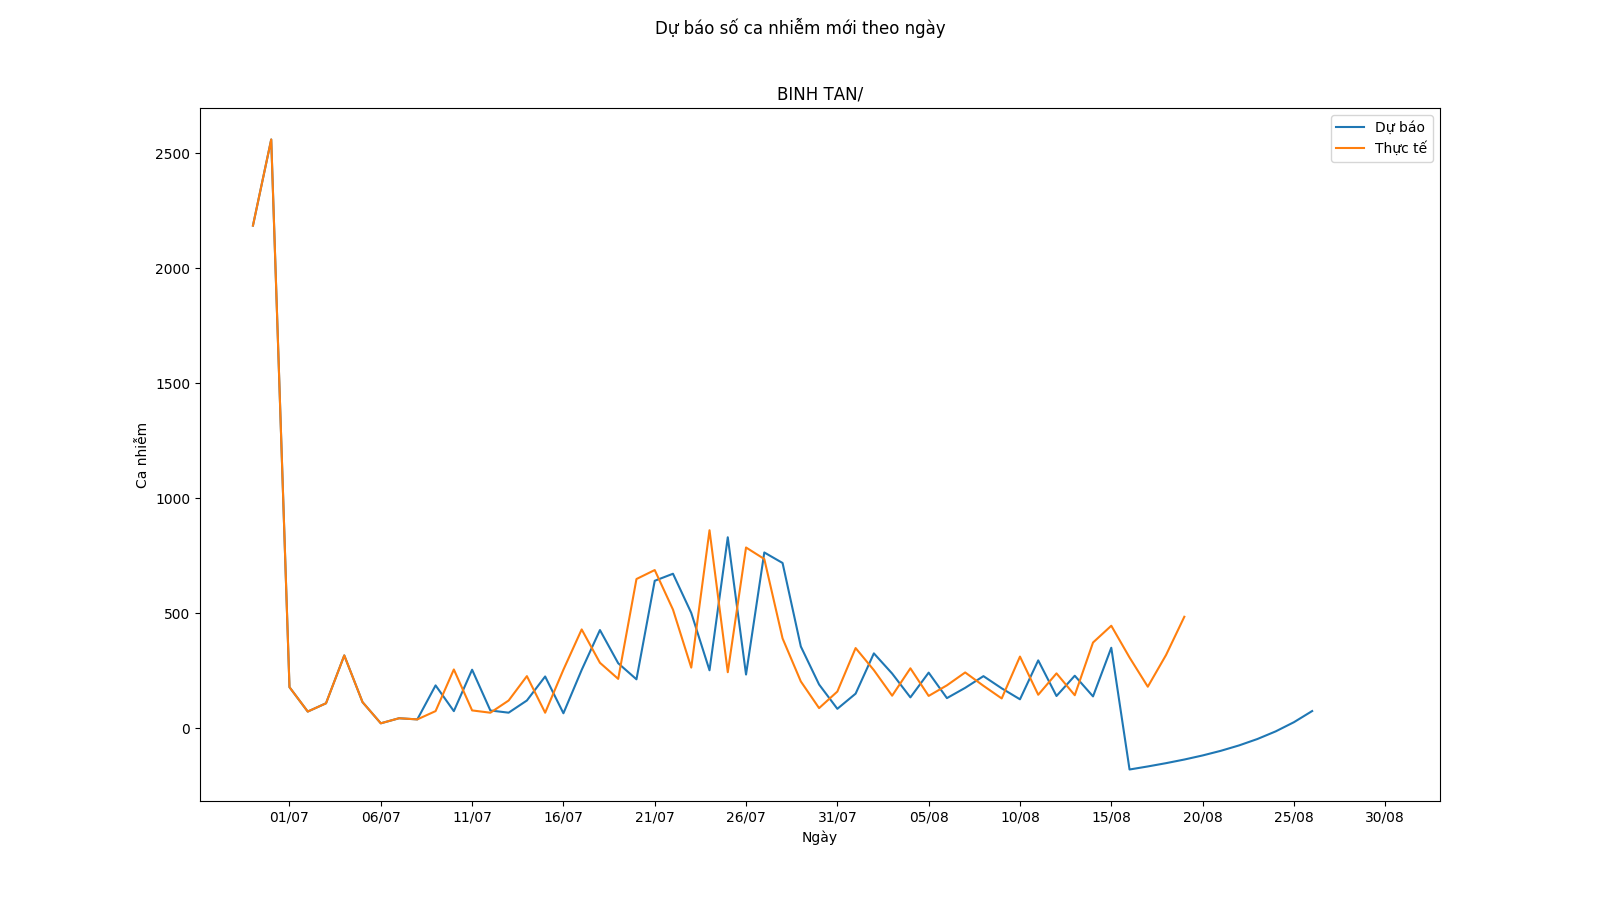 Dự báo số ca nhiễm mới theo ngày
BINH TAN/
Dự báo
Thực tế
2500
2000
1500
1000
500
0
Ca nhiễm
01/07 06/07 11/07 16/07 21/07 26/07 31/07 05/08 10/08 15/08 20/08 25/08 30/08
Ngày